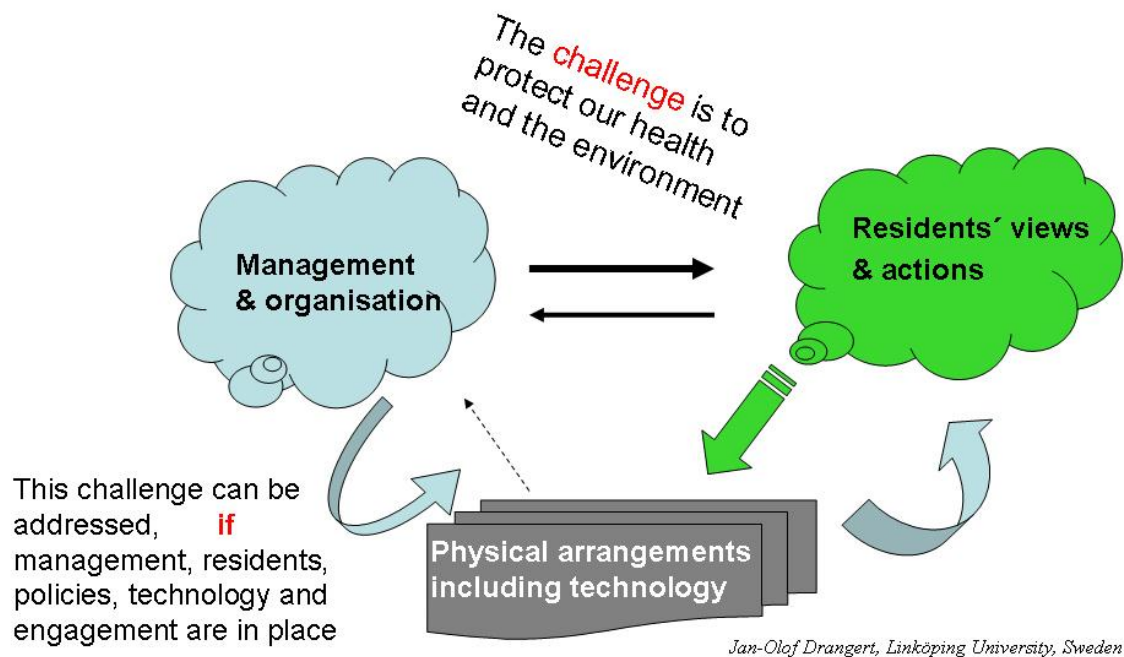 The challenge is to
protect our health
and the environment
Management
& organisation
Residents´ views
& actions
This challenge can be
addressed, if
management, residents,
policies, technology and
engagement are in place
Physical arrangements
including technology
Jan-Olof Drangert, Linköping University, Sweden